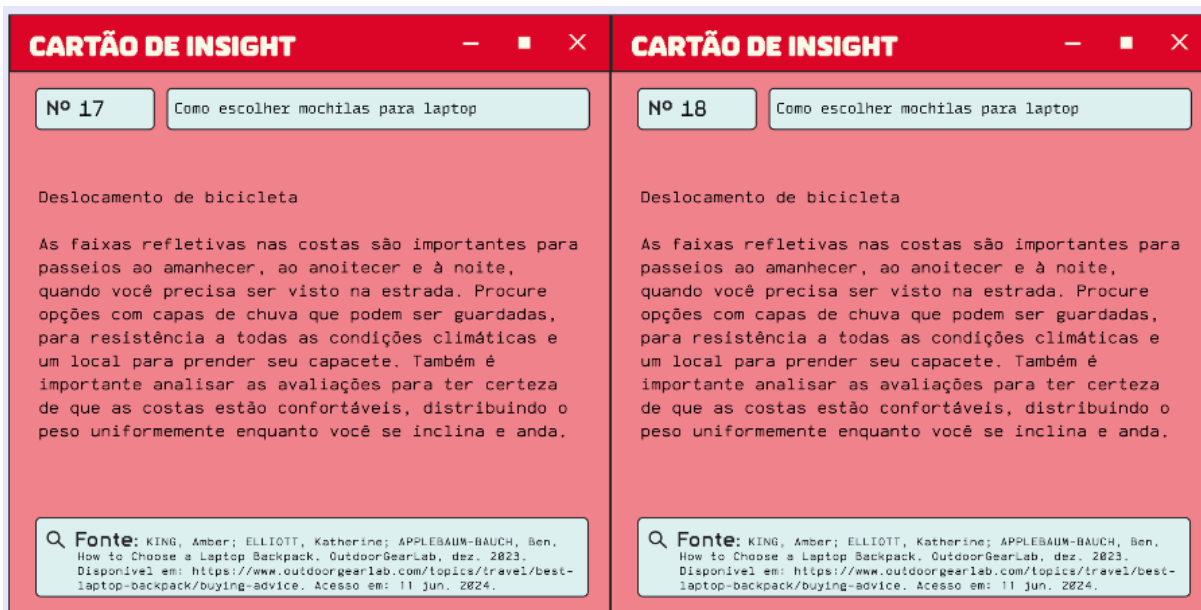 CARTÃO DE INSIGHT
Nº 17
Como escolher mochilas para laptop
Deslocamento de bicicleta
As faixas refletivas nas costas são importantes para
passeios ao amanhecer, ao anoitecer e à noite,
quando você precisa ser visto na estrada. Procure
opções com capas de chuva que podem ser guardadas,
para resistência a todas as condições climáticas e
um local para prender seu capacete. Também é
importante analisar as avaliações para ter certeza
de que as costas estão confortáveis, distribuindo o
peso uniformemente enquanto você se inclina e anda.
Fonte: KING, Amber; ELLIOTT, Katherine; APPLEBAUM-BAUCH, Ben.
How to Choose a Laptop Backpack. OutdoorGearLab, dez. 2023.
Disponível em: https://www.outdoorgearlab.com/topics/travel/best-
laptop-backpack/buying-advice. Acesso em: 11 jun. 2024.
CARTÃO DE INSIGHT
Nº 18
Como escolher mochilas para laptop
Deslocamento de bicicleta
As faixas refletivas nas costas são importantes para
passeios ao amanhecer, ao anoitecer e à noite,
quando você precisa ser visto na estrada. Procure
opções com capas de chuva que podem ser guardadas,
para resistência a todas as condições climáticas e
um local para prender seu capacete. Também é
importante analisar as avaliações para ter certeza
de que as costas estão confortáveis, distribuindo o
peso uniformemente enquanto você se inclina e anda.
Fonte: KING, Amber; ELLIOTT, Katherine; APPLEBAUM-BAUCH, Ben.
How to Choose a Laptop Backpack. OutdoorGearLab, dez. 2023.
Disponível em: https://www.outdoorgearlab.com/topics/travel/best-
laptop-backpack/buying-advice. Acesso em: 11 jun. 2024.